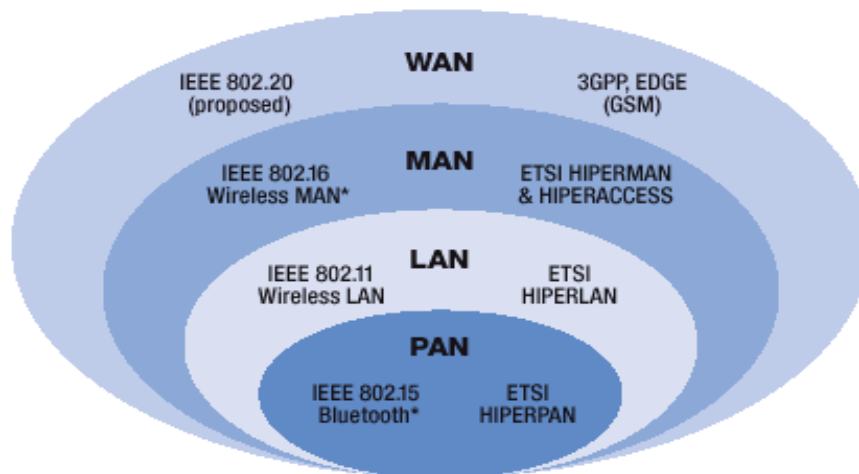 WAN
IEEE 802.20
(proposed)
3GPP, EDGE
(GSM)
MAN
IEEE 802.16
Wireless MAN*
ETSI HIPERMAN
& HIPERACCESS
LAN
IEEE 802.11
Wireless LAN
ETSI
HIPERLAN
PAN
IEEE 802.15
Bluetooth*
ETSI
HIPERPAN